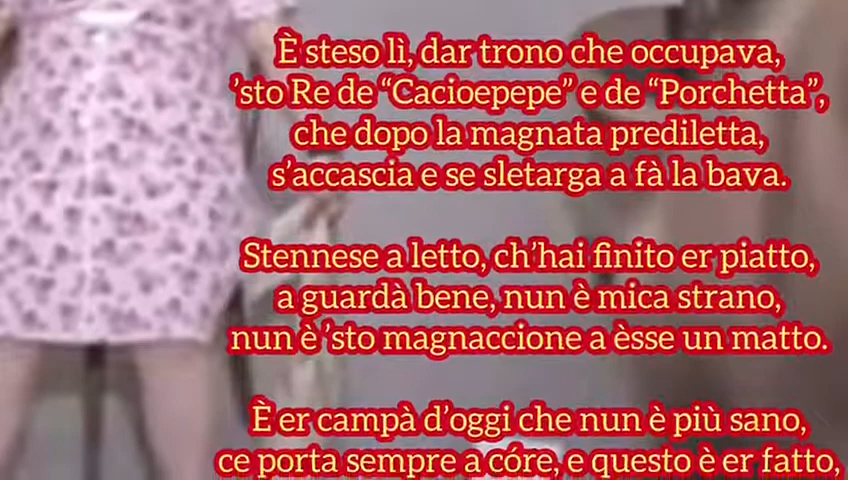 È steso lì, dar trono che occupava,
’sto Re de “Cacioepepe” e de “Porchetta”,
che dopo la magnata prediletta,
s’accascia e se sletarga a fà la bava.
Stennese a letto, ch’hai finito er piatto,
a guardà bene, nun è mica strano,
nun è ’sto magnaccione a èsse un matto.
È er campà d’oggi che nun è più sano,
ce porta sempre a córe, e questo è er fatto,